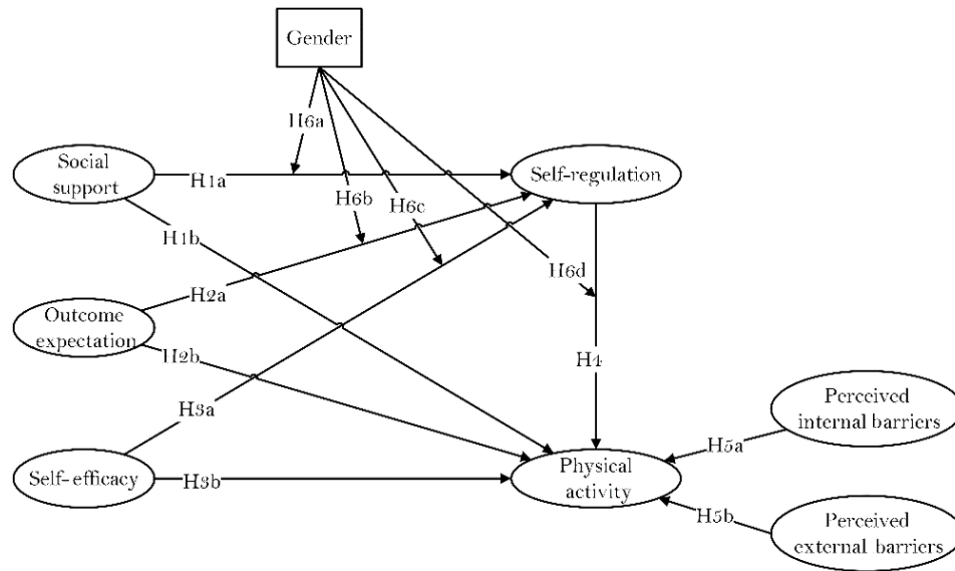 Gender
H6a
Social
support
H1a
Self-regulation
H6b
H6c
H1b
H6d
H2a
Outcome
expectation
H2b
H4
H3a
Perceived
internal barriers
H5a
Self-efficacy
H3b
Physical
activity
H5b
Perceived
external barriers